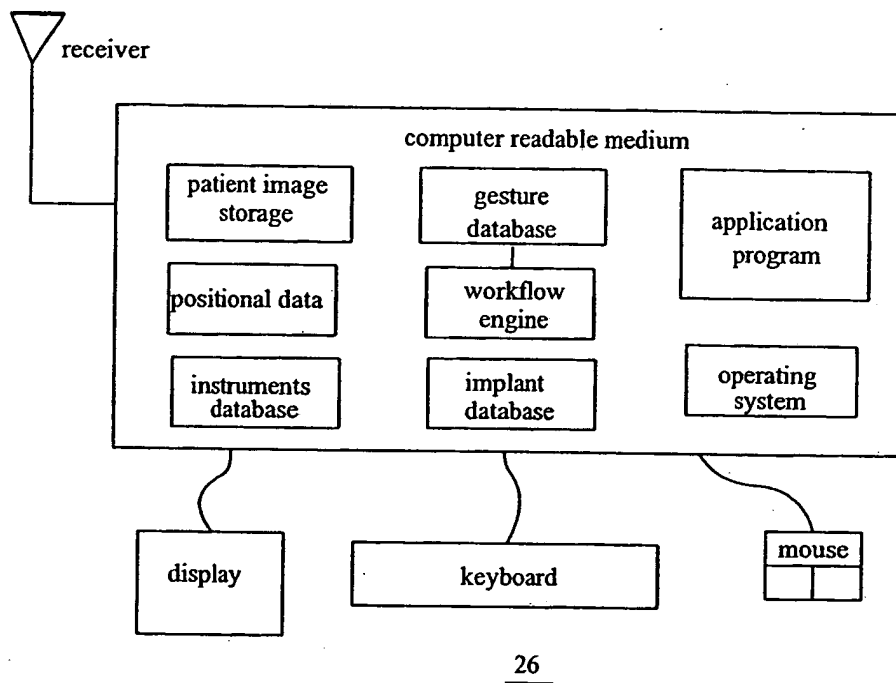 receiver
computer readable medium
patient image
storage
gesture
database
application
program
positional data
workflow
engine
instruments
database
implant
database
operating
system
display
keyboard
mouse
26